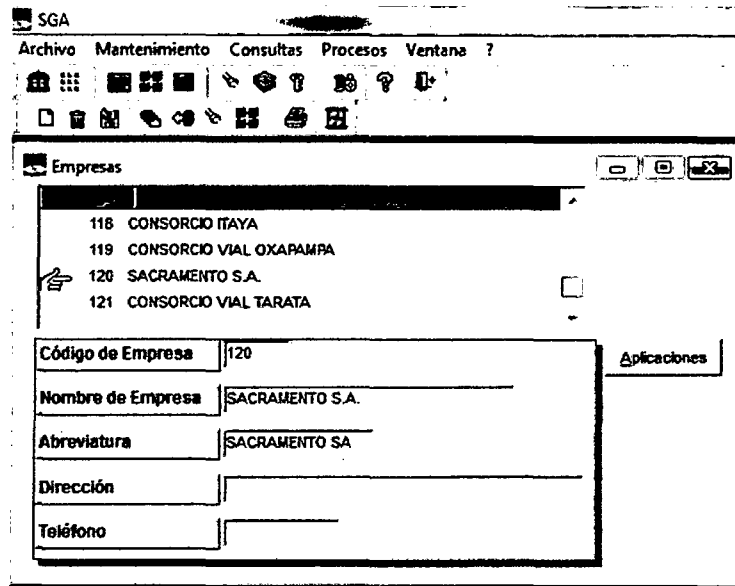 SGA
Archivo Mantenimiento Consultas Procesos Ventana ?
Empresas
118 CONSORCIO ITAYA
119 CONSORCIO VIAL OXAPAMPA
120 SACRAMENTO S.A.
121 CONSORCIO VIAL TARATA
Código de Empresa 120
Aplicaciones
Nombre de Empresa SACRAMENTO S.A.
Abreviatura SACRAMENTO SA
Dirección
Teléfono